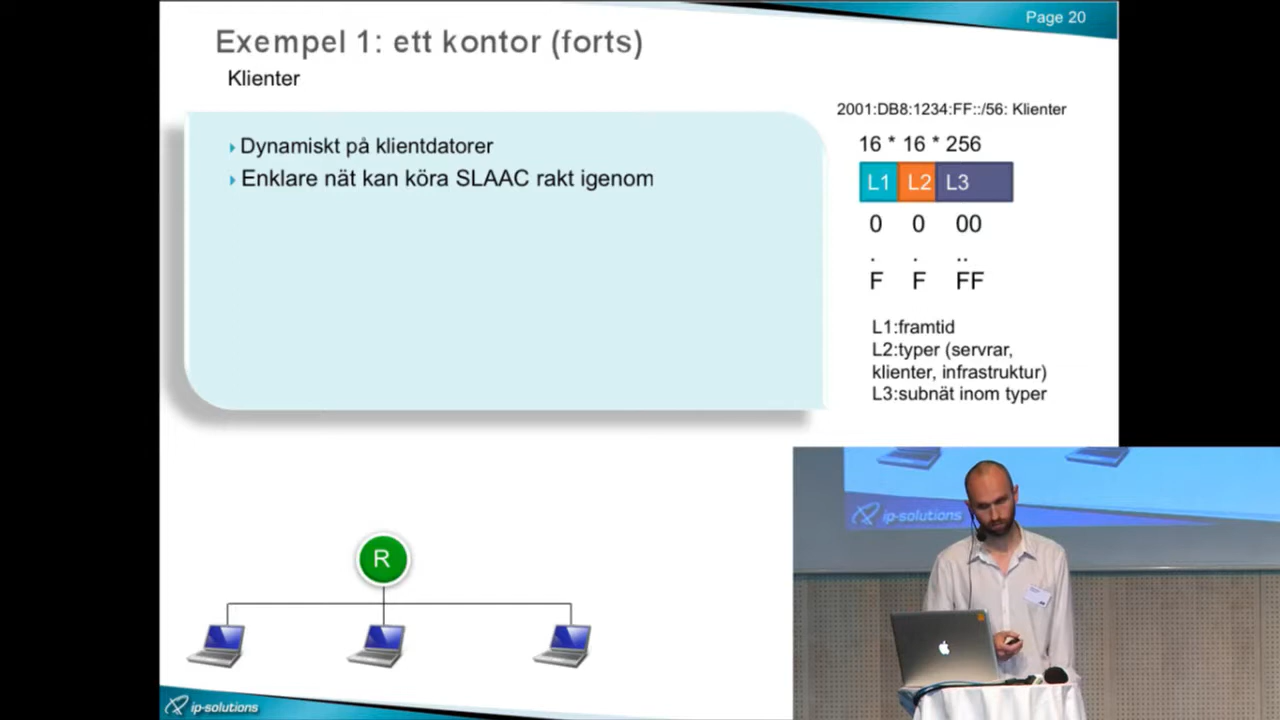 Page 20
Exempel 1: ett kontor (forts)
Klienter
Dynamiskt på klientdatorer
Enklare nät kan köra SLAAC rakt igenom
2001:DB8:1234:FF::/56: Klienter
16 * 16 * 256
L1 L2 L3
0 0 00
. . ..
F F FF
L1:framtid
L2:typer (servrar,
klienter, infrastruktur)
L3:subnät inom typer
R
ip-solutions
ip-solutions